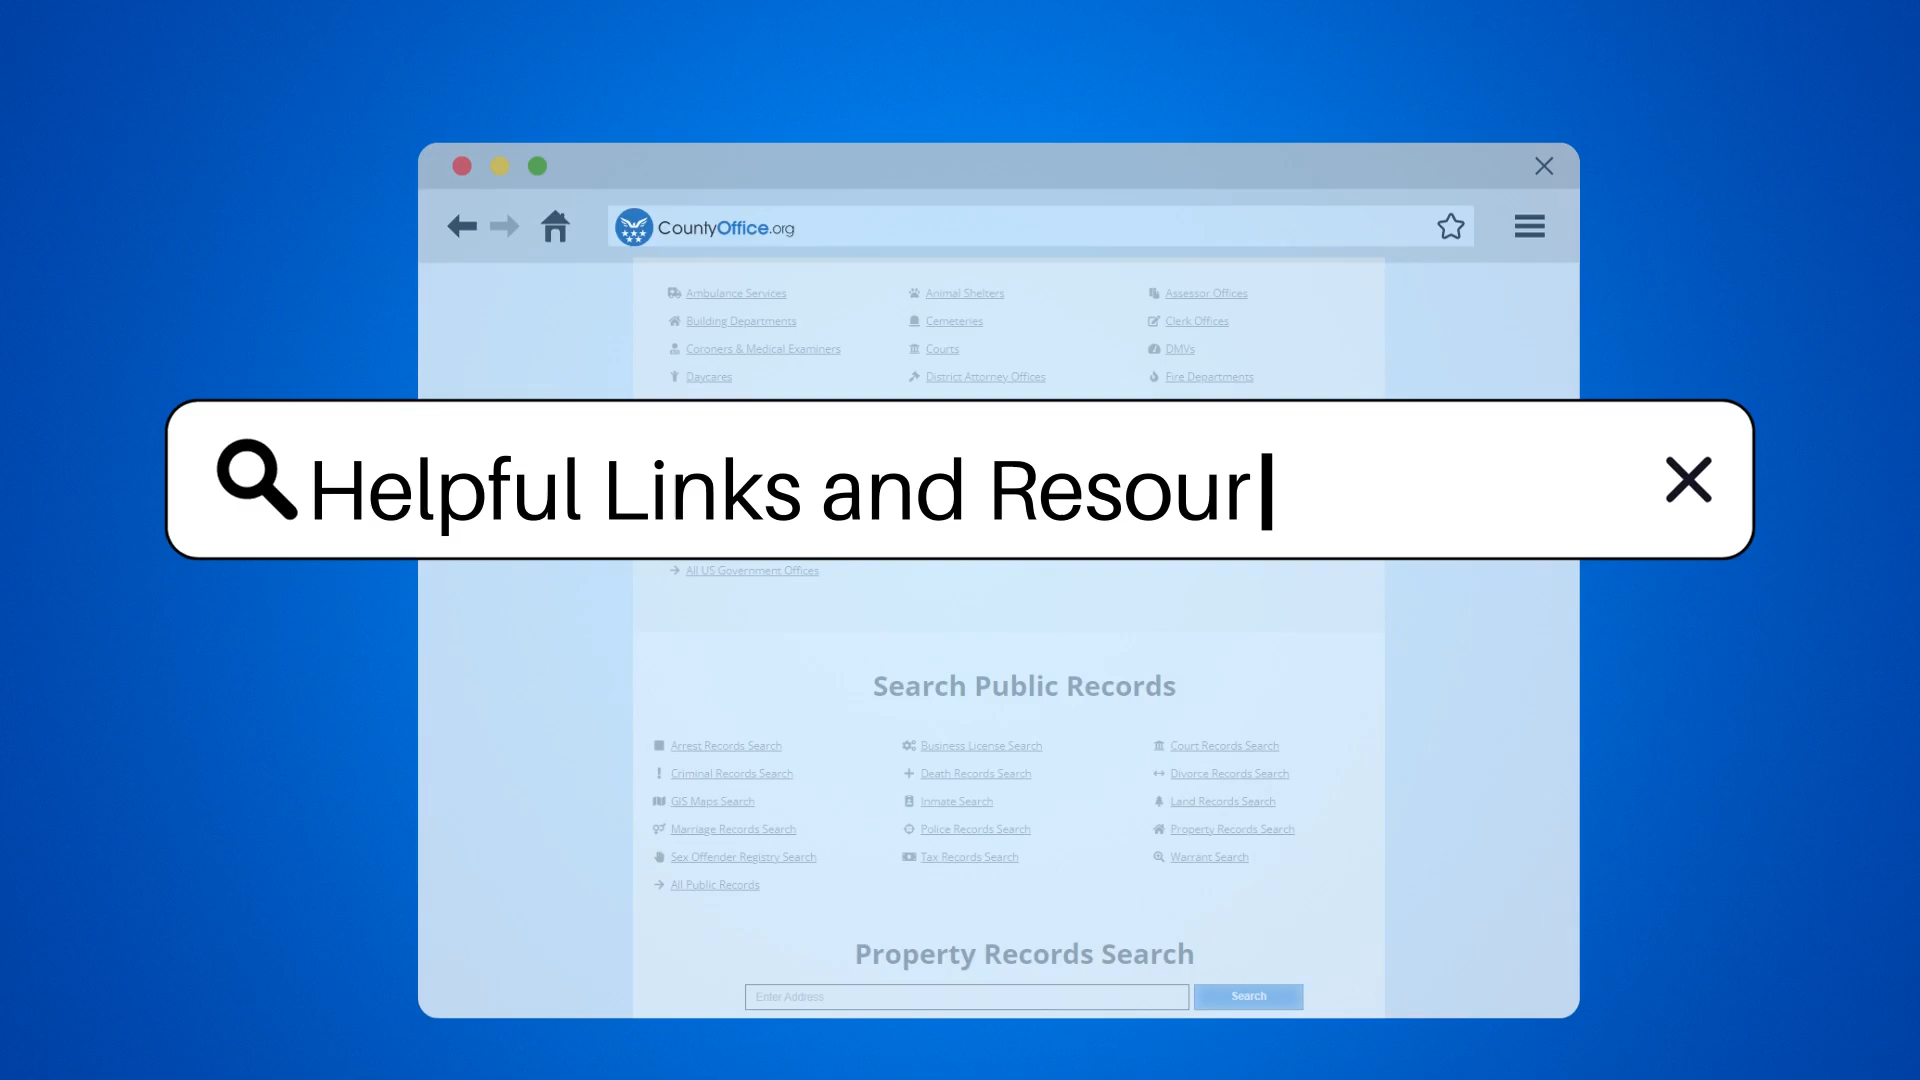 CountyOffice.org
Ambulance Services Animal Shelters Assessor Offices
Building Departments Cemeteries Clerk Offices
Coroners & Medical Examiners Courts DMVs
Daycares District Attorney Offices Fire Departments
Helpful Links and Resour
All US Government Offices
Search Public Records
Arrest Records Search Business License Search Court Records Search
Criminal Records Search Death Records Search Divorce Records Search
GIS Maps Search Inmate Search Land Records Search
Marriage Records Search Police Records Search Property Records Search
Sex Offender Registry Search Tax Records Search Warrant Search
All Public Records
Property Records Search
Enter Address Search